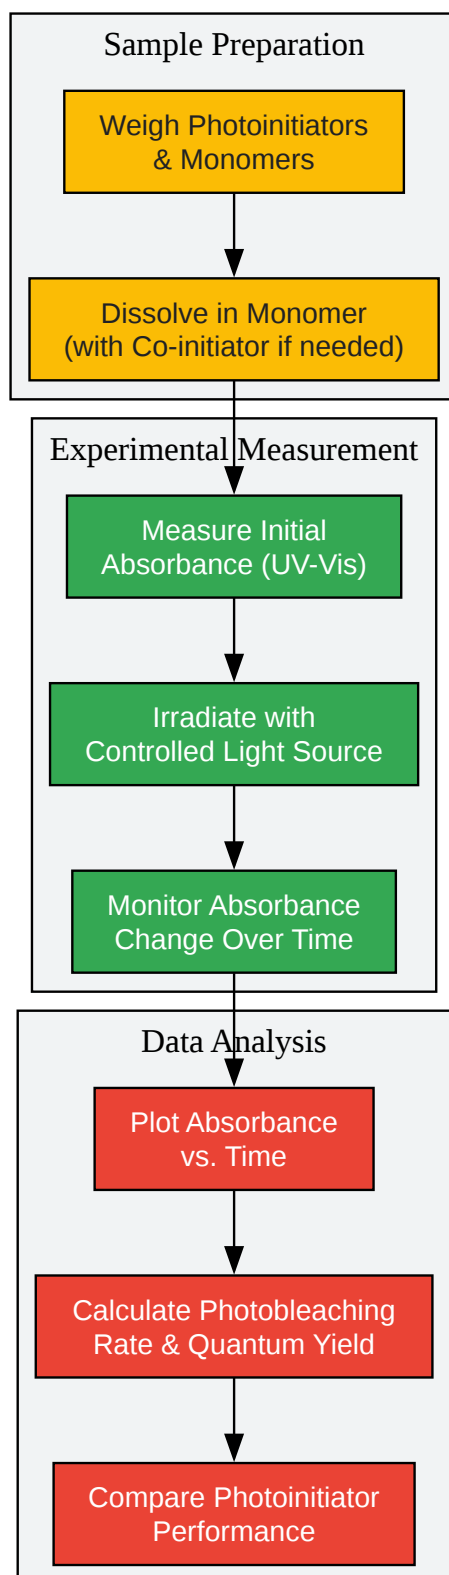 Sample Preparation
Weigh Photoinitiators
& Monomers
Dissolve in Monomer
(with Co-initiator if needed)
Experimental Measurement
Measure Initial
Absorbance (UV-Vis)
Irradiate with
Controlled Light Source
Monitor Absorbance
Change Over Time
Data Analysis
Plot Absorbance
vs. Time
Calculate Photobleaching
Rate & Quantum Yield
Compare Photoinitiator
Performance